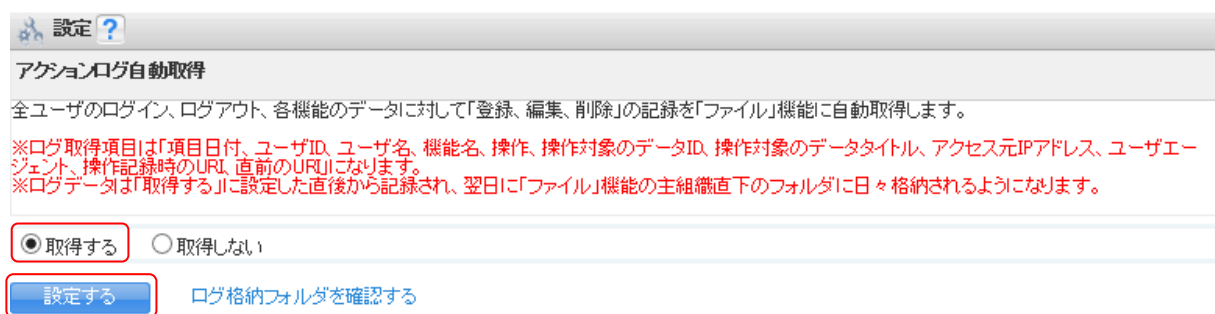 設定 ?
アクションログ自動取得
全ユーザのログイン、ログアウト、各機能のデータに対して「登録、編集、削除」の記録を「ファイル」機能に自動取得します。
※ログ取得項目は「項目日付、ユーザID、ユーザ名、機能名、操作、操作対象のデータID、操作対象のデータタイトル、アクセス元IPアドレス、ユーザエー
ジェント、操作記録時のURI、直前のURI」になります。
※ログデータは「取得する」に設定した直後から記録され、翌日に「ファイル」機能の主組織直下のフォルダに日々格納されるようになります。
取得する 取得しない
設定する ログ格納フォルダを確認する